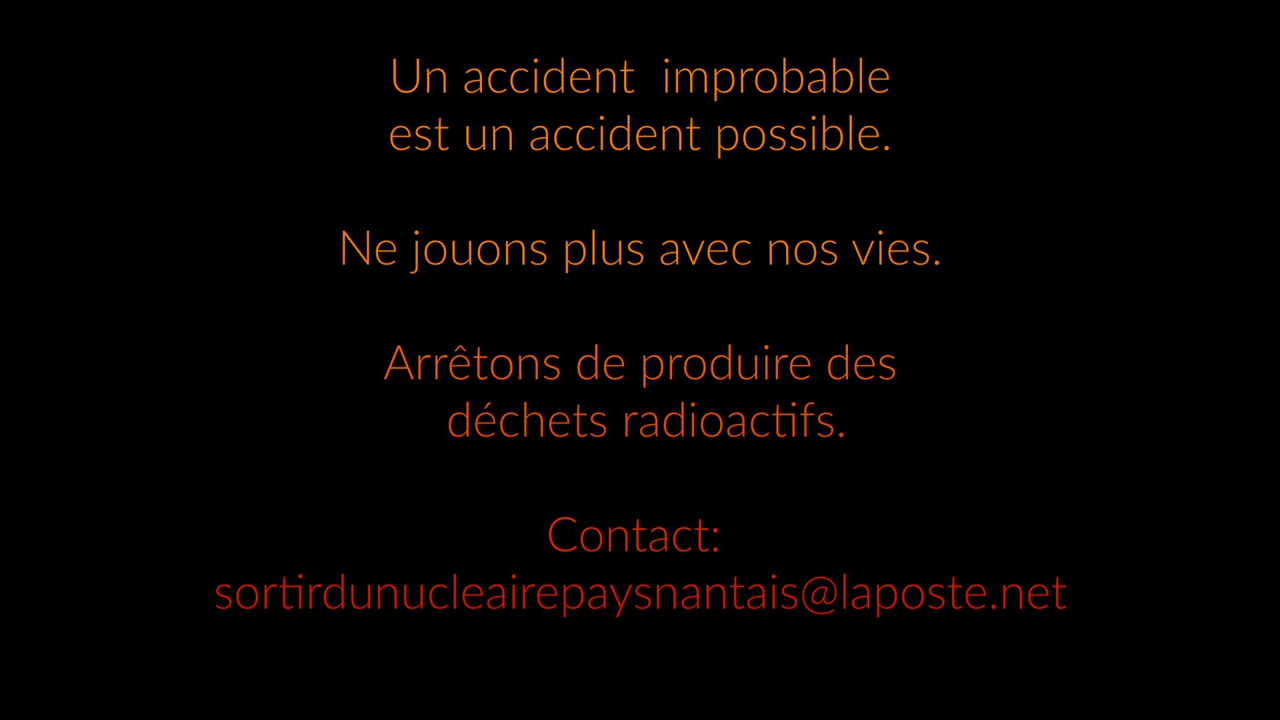 Un accident  improbable
est un accident possible.
Ne jouons plus avec nos vies.
Arrêtons de produire des
déchets radioactifs.
Contact:
sortirdunucleairepaysnantais@laposte.net